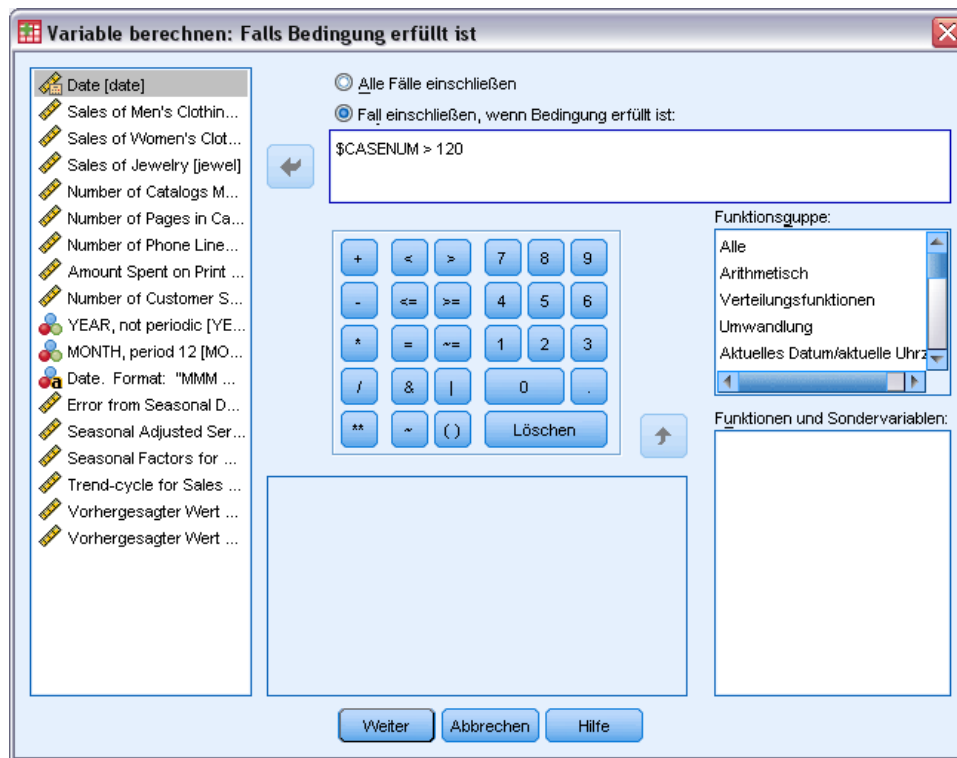 Variable berechnen: Falls Bedingung erfüllt ist
Date [date]
Sales of Men's Clothin...
Sales of Women's Clot...
Sales of Jewelry [jewel]
Number of Catalogs M...
Number of Pages in Ca...
Number of Phone Line...
Amount Spent on Print ...
Number of Customer S...
YEAR, not periodic [YE...
MONTH, period 12 [MO...
Date. Format: "MMM ...
Error from Seasonal D...
Seasonal Adjusted Ser...
Seasonal Factors for ...
Trend-cycle for Sales ...
Vorhergesagter Wert ...
Vorhergesagter Wert ...
Alle Fälle einschließen
Fall einschließen, wenn Bedingung erfüllt ist:
$CASENUM > 120
+ < > 7 8 9
- <= >= 4 5 6
* = ~= 1 2 3
/ & | 0 .
** ~ ( ) Löschen
Funktionsguppe:
Alle
Arithmetisch
Verteilungsfunktionen
Umwandlung
Aktuelles Datum/aktuelle Uhrz
Funktionen und Sondervariablen:
Weiter Abbrechen Hilfe